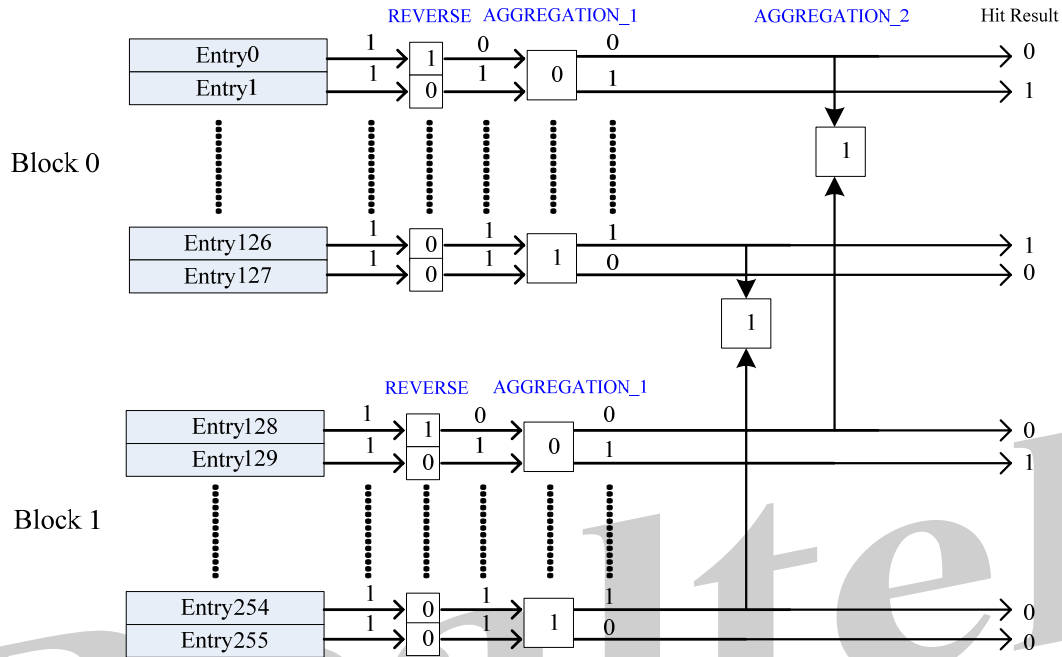 REVERSE AGGREGATION_1 AGGREGATION_2 Hit Result
Entry0 1 1 0 0 0 0
Entry1 1 0 1 1 1
1
Block 0
Entry126 1 0 1 1 1 1
Entry127 1 0 1 0 0
1
REVERSE AGGREGATION_1
Entry128 1 1 0 0 0 0
Entry129 1 0 1 1 1
Block 1
Entry254 1 0 1 1 1 0
Entry255 1 0 1 0 0